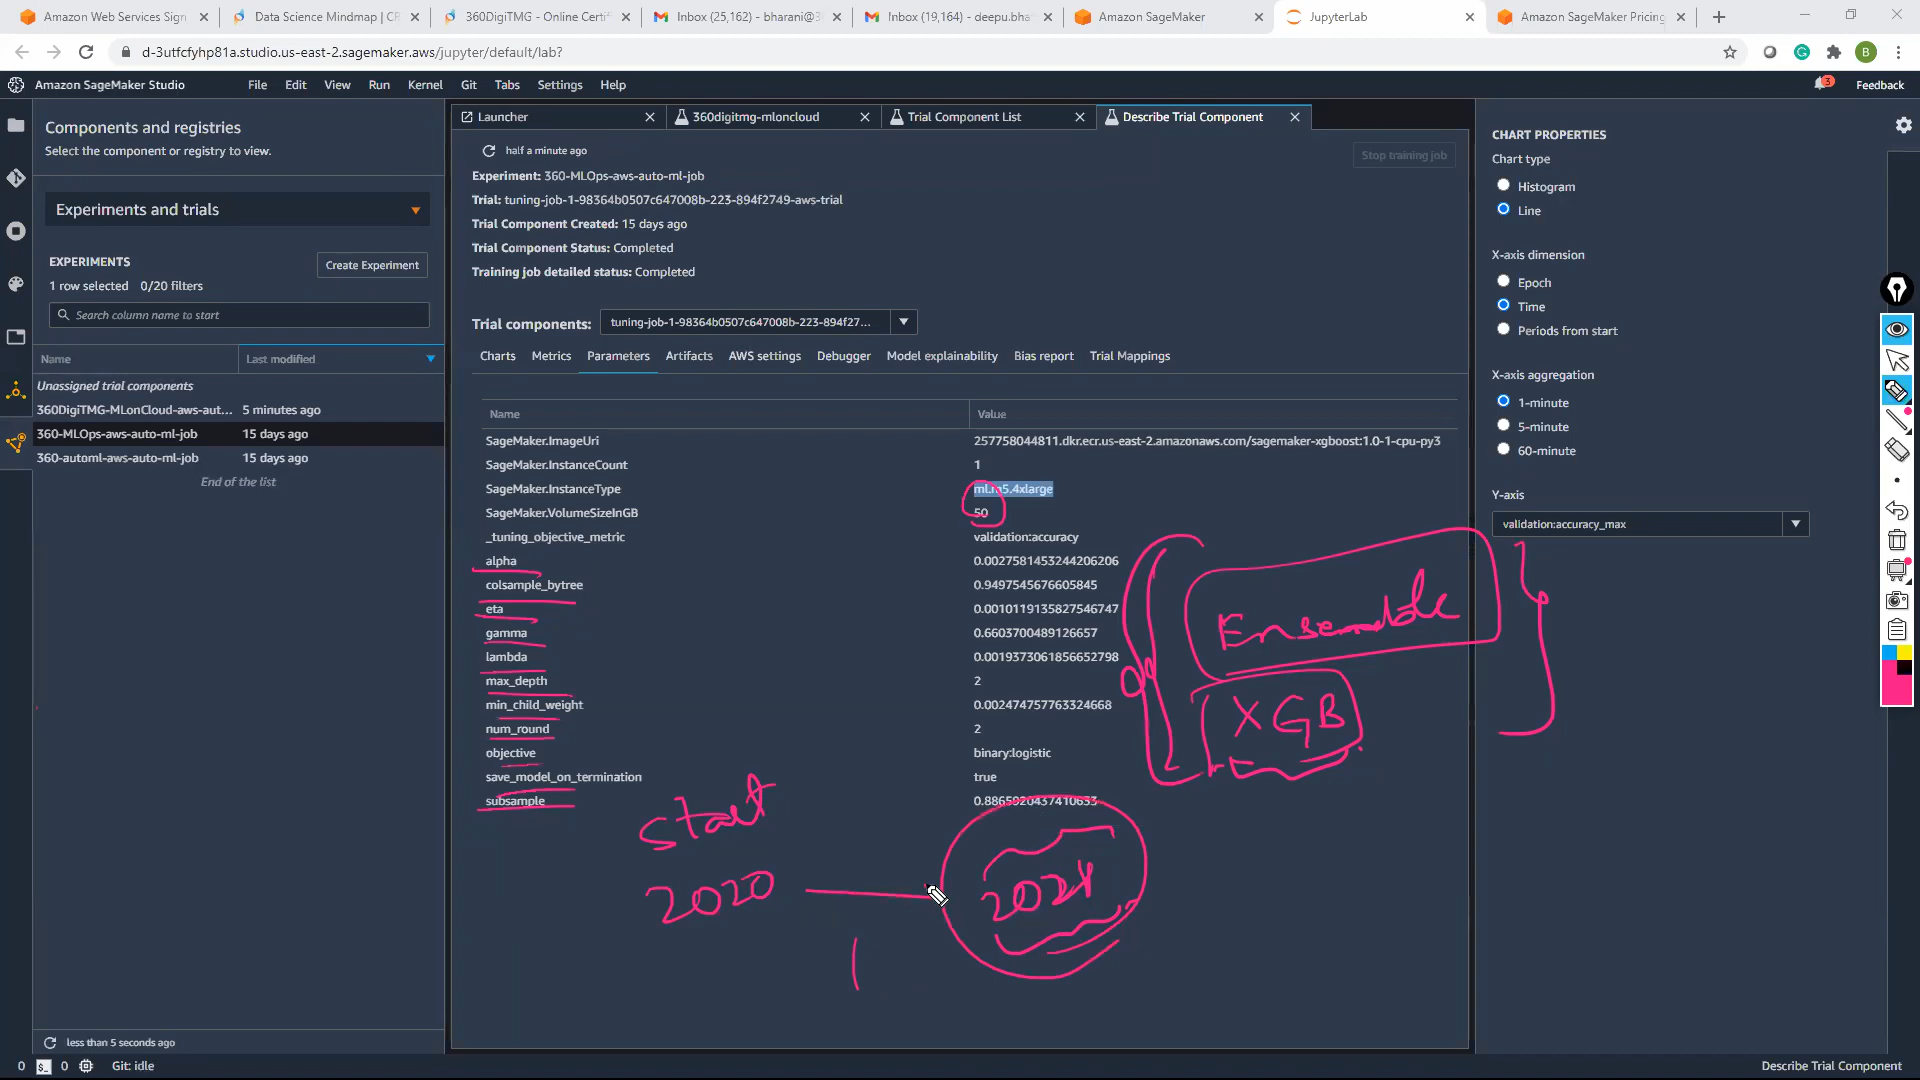 Amazon Web Services Sign
Data Science Mindmap | CR
360DigiTMG - Online Certif
Inbox (25,162) - bharani@3
Inbox (19,164) - deepu.bha
Amazon SageMaker
JupyterLab
Amazon SageMaker Pricing
d-3utfcfyhp81a.studio.us-east-2.sagemaker.aws/jupyter/default/lab?
B
Amazon SageMaker Studio
File Edit View Run Kernel Git Tabs Settings Help
3
Feedback
Components and registries
Select the component or registry to view.
Experiments and trials
EXPERIMENTS
Create Experiment
1 row selected 0/20 filters
Search column name to start
Name Last modified
Unassigned trial components
360DigiTMG-MLonCloud-aws-aut... 5 minutes ago
360-MLOps-aws-auto-ml-job 15 days ago
360-automl-aws-auto-ml-job 15 days ago
End of the list
less than 5 seconds ago
Launcher
360digitmg-mloncloud
Trial Component List
Describe Trial Component
half a minute ago
Stop training job
Experiment: 360-MLOps-aws-auto-ml-job
Trial: tuning-job-1-98364b0507c647008b-223-894f2749-aws-trial
Trial Component Created: 15 days ago
Trial Component Status: Completed
Training job detailed status: Completed
Trial components: tuning-job-1-98364b0507c647008b-223-894f27...
Charts Metrics Parameters Artifacts AWS settings Debugger Model explainability Bias report Trial Mappings
Name Value
SageMaker.ImageUri 257758044811.dkr.ecr.us-east-2.amazonaws.com/sagemaker-xgboost:1.0-1-cpu-py3
SageMaker.InstanceCount 1
SageMaker.InstanceType ml.m5.4xlarge
SageMaker.VolumeSizeInGB 50
_tuning_objective_metric validation:accuracy
alpha 0.0027581453244206206
colsample_bytree 0.9497545676605845
eta 0.0010119135827546747
gamma 0.6603700489126657
lambda 0.0019373061856652798
max_depth 2
min_child_weight 0.002474757763324668
num_round 2
objective binary:logistic
save_model_on_termination true
subsample 0.8865920437410633
Ensemble
XGB
Start
2020
CHART PROPERTIES
Chart type
Histogram
Line
X-axis dimension
Epoch
Time
Periods from start
X-axis aggregation
1-minute
5-minute
60-minute
Y-axis
validation:accuracy_max
0 0 Git: idle
Describe Trial Component